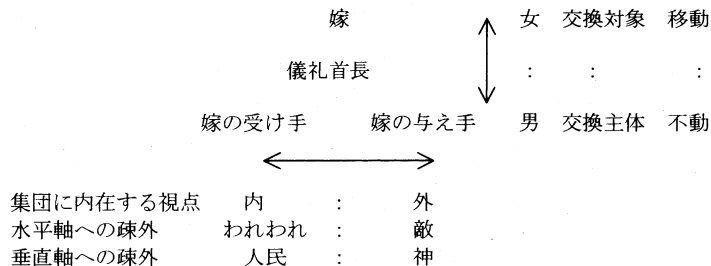 嫁 女 交換対象 移動
儀礼首長 : : :
嫁の受け手 嫁の与え手 男 交換主体 不動
集団に内在する視点 内 : 外
水平軸への疎外 われわれ : 敵
垂直軸への疎外 人民 : 神